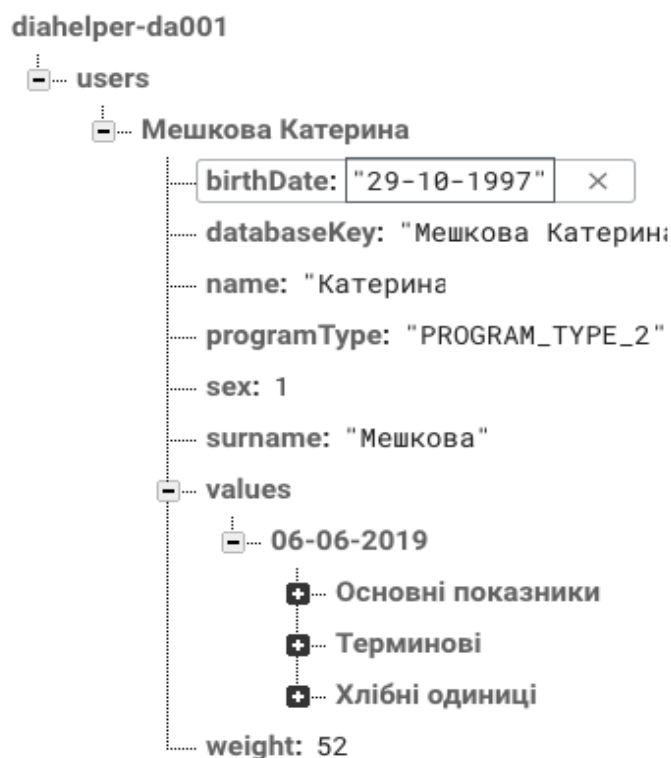 diahelper-da001
users
Мешкова Катерина
birthDate: "29-10-1997" ×
databaseKey: "Мешкова Катерина
name: "Катерина
programType: "PROGRAM_TYPE_2"
sex: 1
surname: "Мешкова"
values
06-06-2019
Основні показники
Термінові
Хлібні одиниці
weight: 52